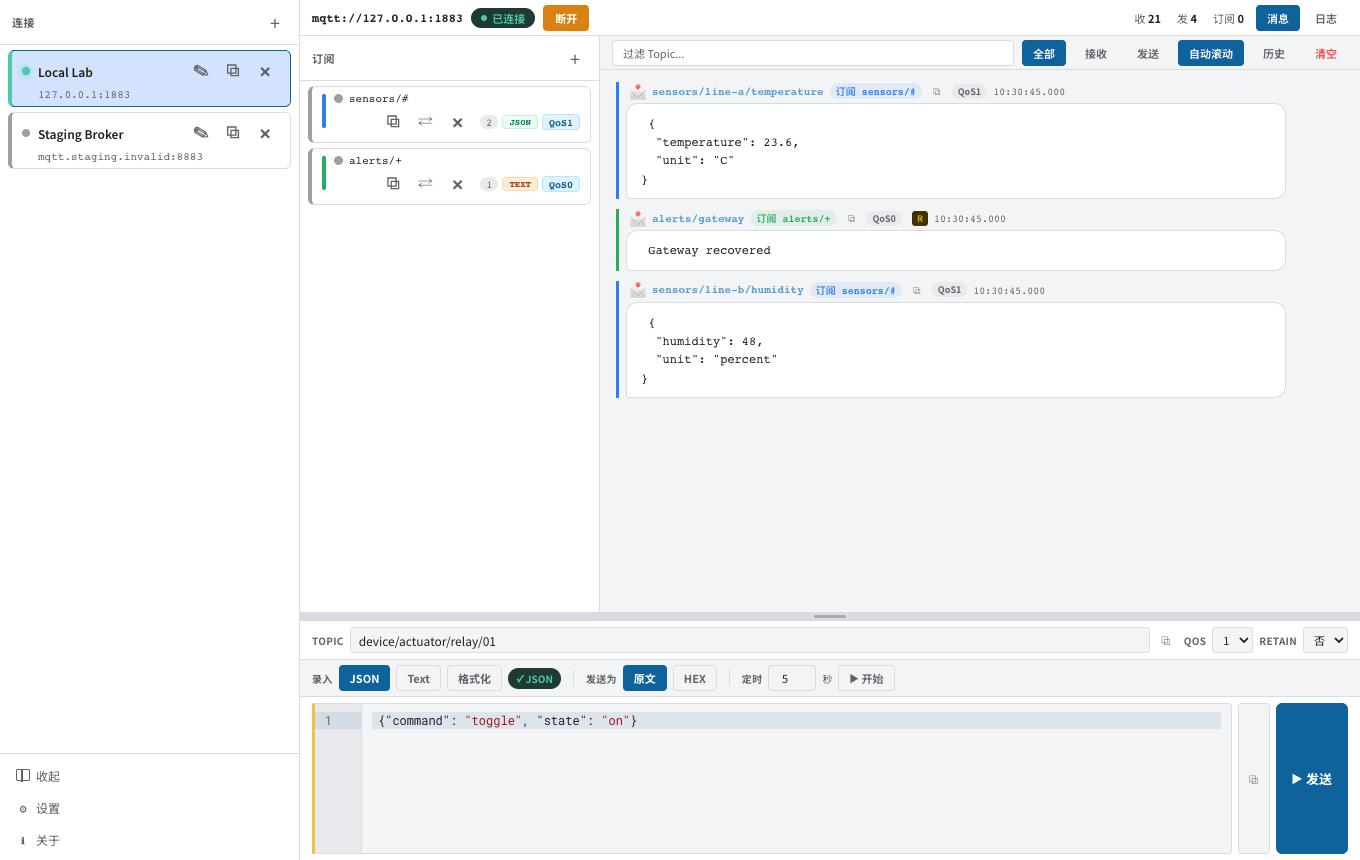 连接
Local Lab
127.0.0.1:1883
Staging Broker
mqtt.staging.invalid:8883
收起
设置
关于
mqtt://127.0.0.1:1883 已连接 断开 收 21 发 4 订阅 0 消息 日志
订阅
sensors/#
2 JSON QoS1
alerts/+
1 TEXT QoS0
过滤 Topic... 全部 接收 发送 自动滚动 历史 清空
sensors/line-a/temperature 订阅 sensors/# QoS1 10:30:45.000
{
"temperature": 23.6,
"unit": "C"
}
alerts/gateway 订阅 alerts/+ QoS0 R 10:30:45.000
Gateway recovered
sensors/line-b/humidity 订阅 sensors/# QoS1 10:30:45.000
{
"humidity": 48,
"unit": "percent"
}
TOPIC device/actuator/relay/01 QOS 1 RETAIN 否
录入 JSON Text 格式化 ✓JSON 发送为 原文 HEX 定时 5 秒 ▶ 开始
1 {"command": "toggle", "state": "on"}
▶ 发送